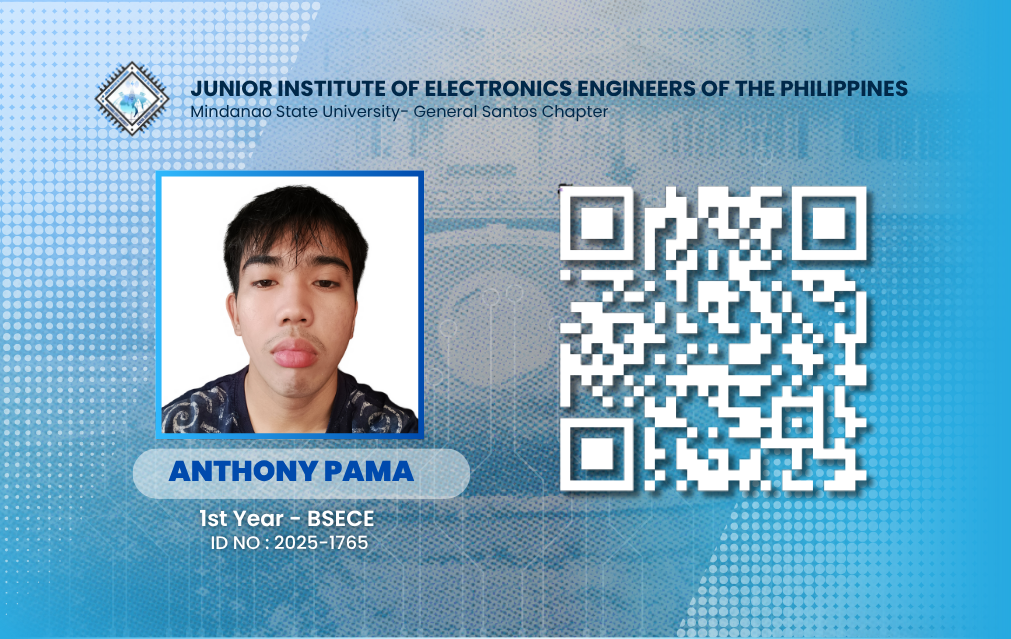 JUNIOR INSTITUTE OF ELECTRONICS ENGINEERS OF THE PHILIPPINES
Mindanao State University- General Santos Chapter
ANTHONY PAMA
1st Year - BSECE
ID NO : 2025-1765